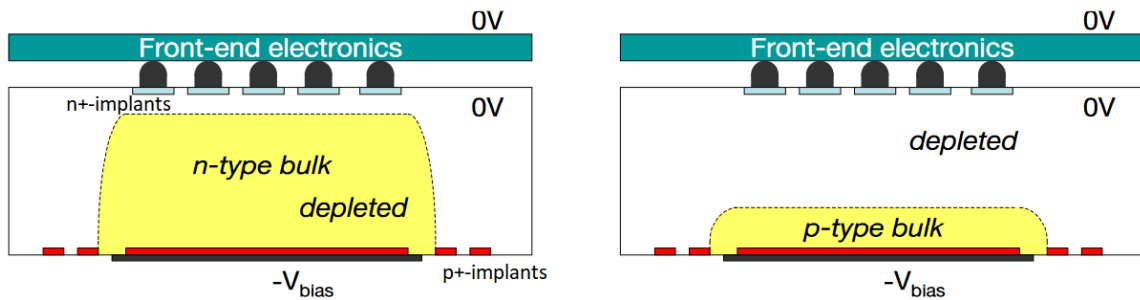 0V
Front-end electronics
n+-implants
0V
n-type bulk
depleted
p+-implants
-Vbias
0V
Front-end electronics
0V
depleted
p-type bulk
-Vbias